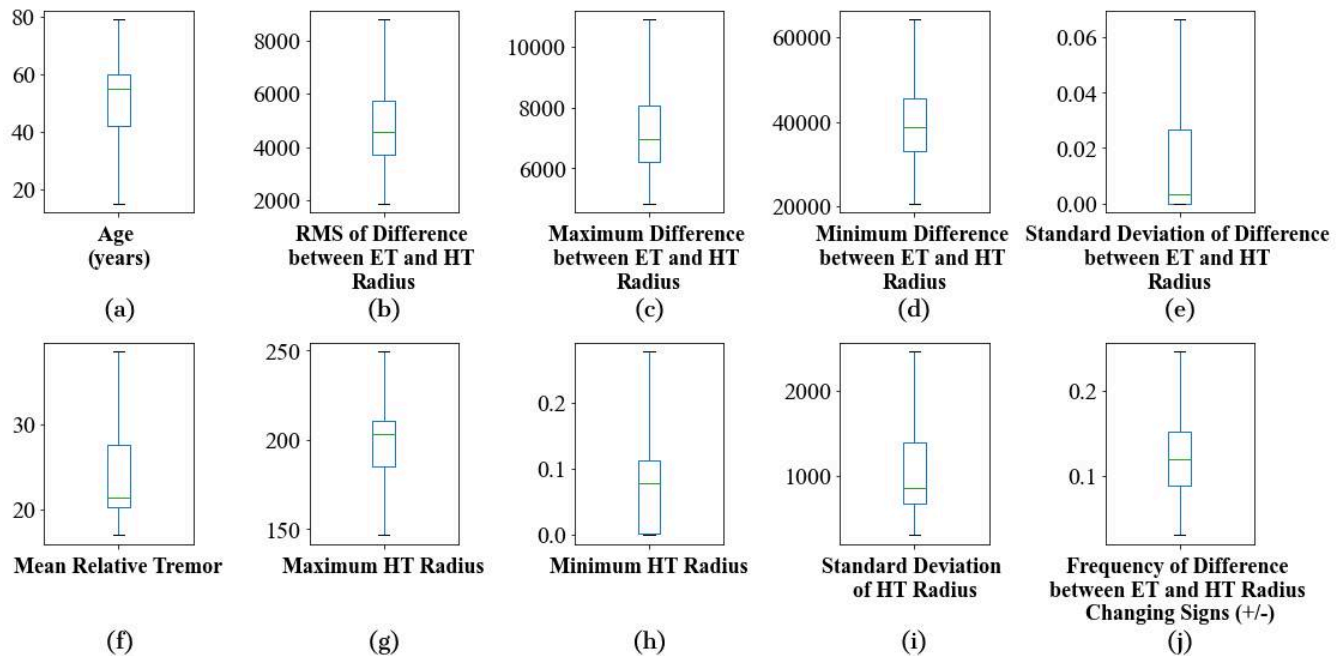 80
60
40
20
Age
(years)
(a)
8000
6000
4000
2000
RMS of Difference
between ET and HT
Radius
(b)
10000
8000
6000
Maximum Difference
between ET and HT
Radius
(c)
60000
40000
20000
Minimum Difference
between ET and HT
Radius
(d)
0.06
0.04
0.02
0.00
Standard Deviation of Difference
between ET and HT
Radius
(e)
30
20
Mean Relative Tremor
(f)
250
200
150
Maximum HT Radius
(g)
0.2
0.1
0.0
Minimum HT Radius
(h)
2000
1000
Standard Deviation
of HT Radius
(i)
0.2
0.1
Frequency of Difference
between ET and HT Radius
Changing Signs (+/-)
(j)